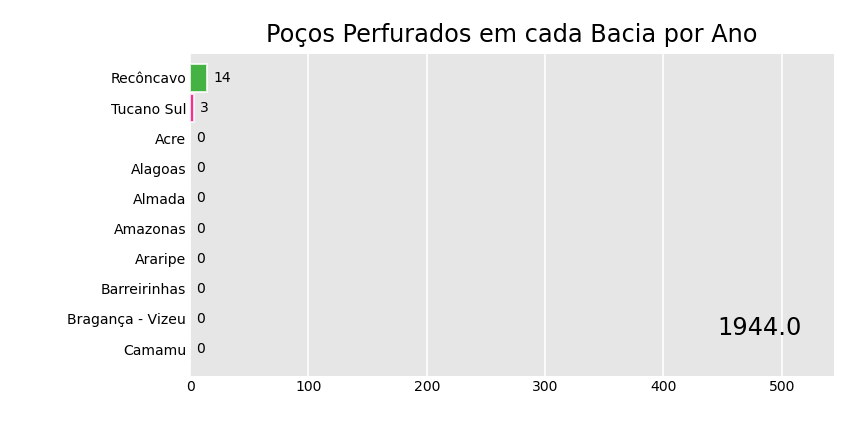 Poços Perfurados em cada Bacia por Ano
Recôncavo 14
Tucano Sul 3
Acre 0
Alagoas 0
Almada 0
Amazonas 0
Araripe 0
Barreirinhas 0
Bragança - Vizeu 0
1944.0
Camamu 0
0 100 200 300 400 500